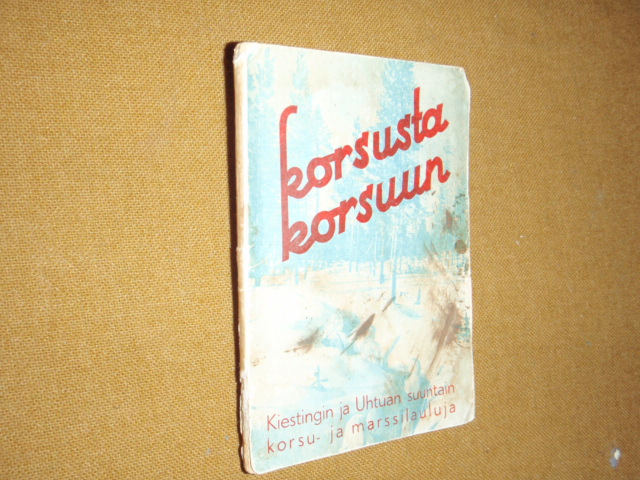 korsusta
korsuun
Kiestingin ja Uhtuan suuntain
korsu- ja marssilauluja